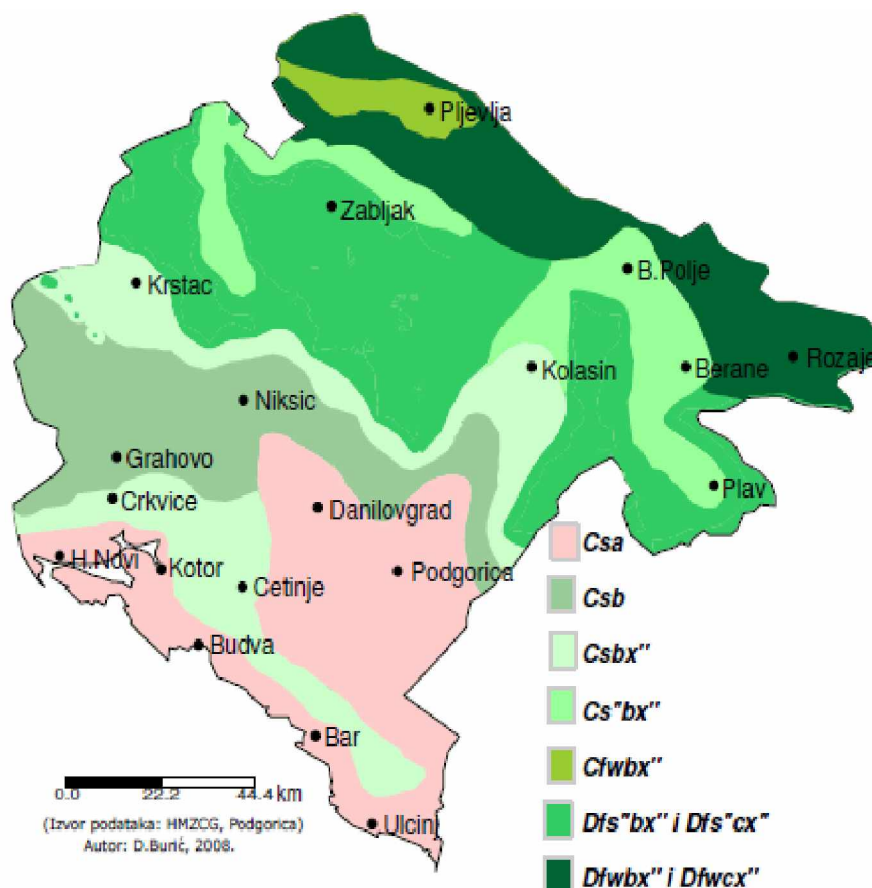 Pljevlja
Zabljak
B.Polje
Krstac
Rozaje
Kolasin
Berane
Niksic
Grahovo
Plav
Crkvice
Danilovgrad
Csa
H.Novi
Kotor
Podgorica
Cetinje
Csb
Budva
Csbx''
Cs"bx''
Bar
Cfwbx''
0.0 22.2 44.4 km
(Izvor podataka: HMZCG, Podgorica)
Ulcinj
Dfs"bx'' i Dfs"cx"
Autor: D.Burić, 2008.
Dfwbx'' i Dfwcx''